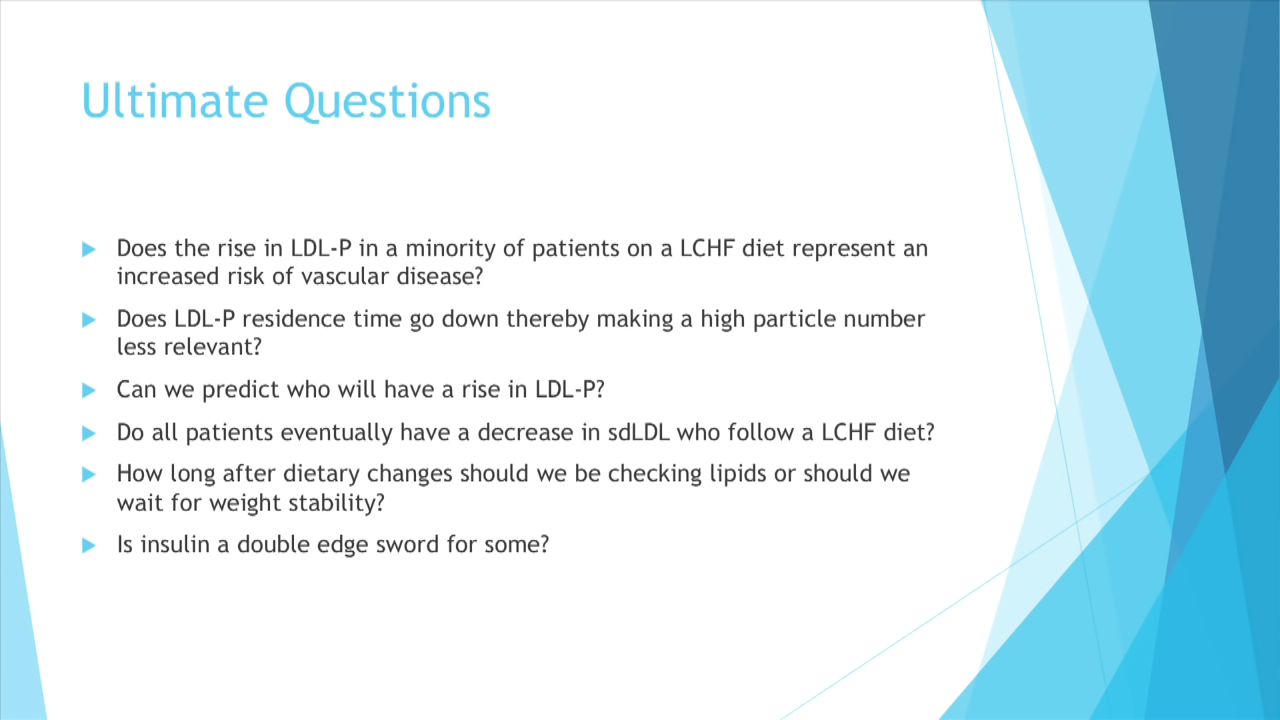 Ultimate Questions
Does the rise in LDL-P in a minority of patients on a LCHF diet represent an
increased risk of vascular disease?
Does LDL-P residence time go down thereby making a high particle number
less relevant?
Can we predict who will have a rise in LDL-P?
Do all patients eventually have a decrease in sdLDL who follow a LCHF diet?
How long after dietary changes should we be checking lipids or should we
wait for weight stability?
Is insulin a double edge sword for some?